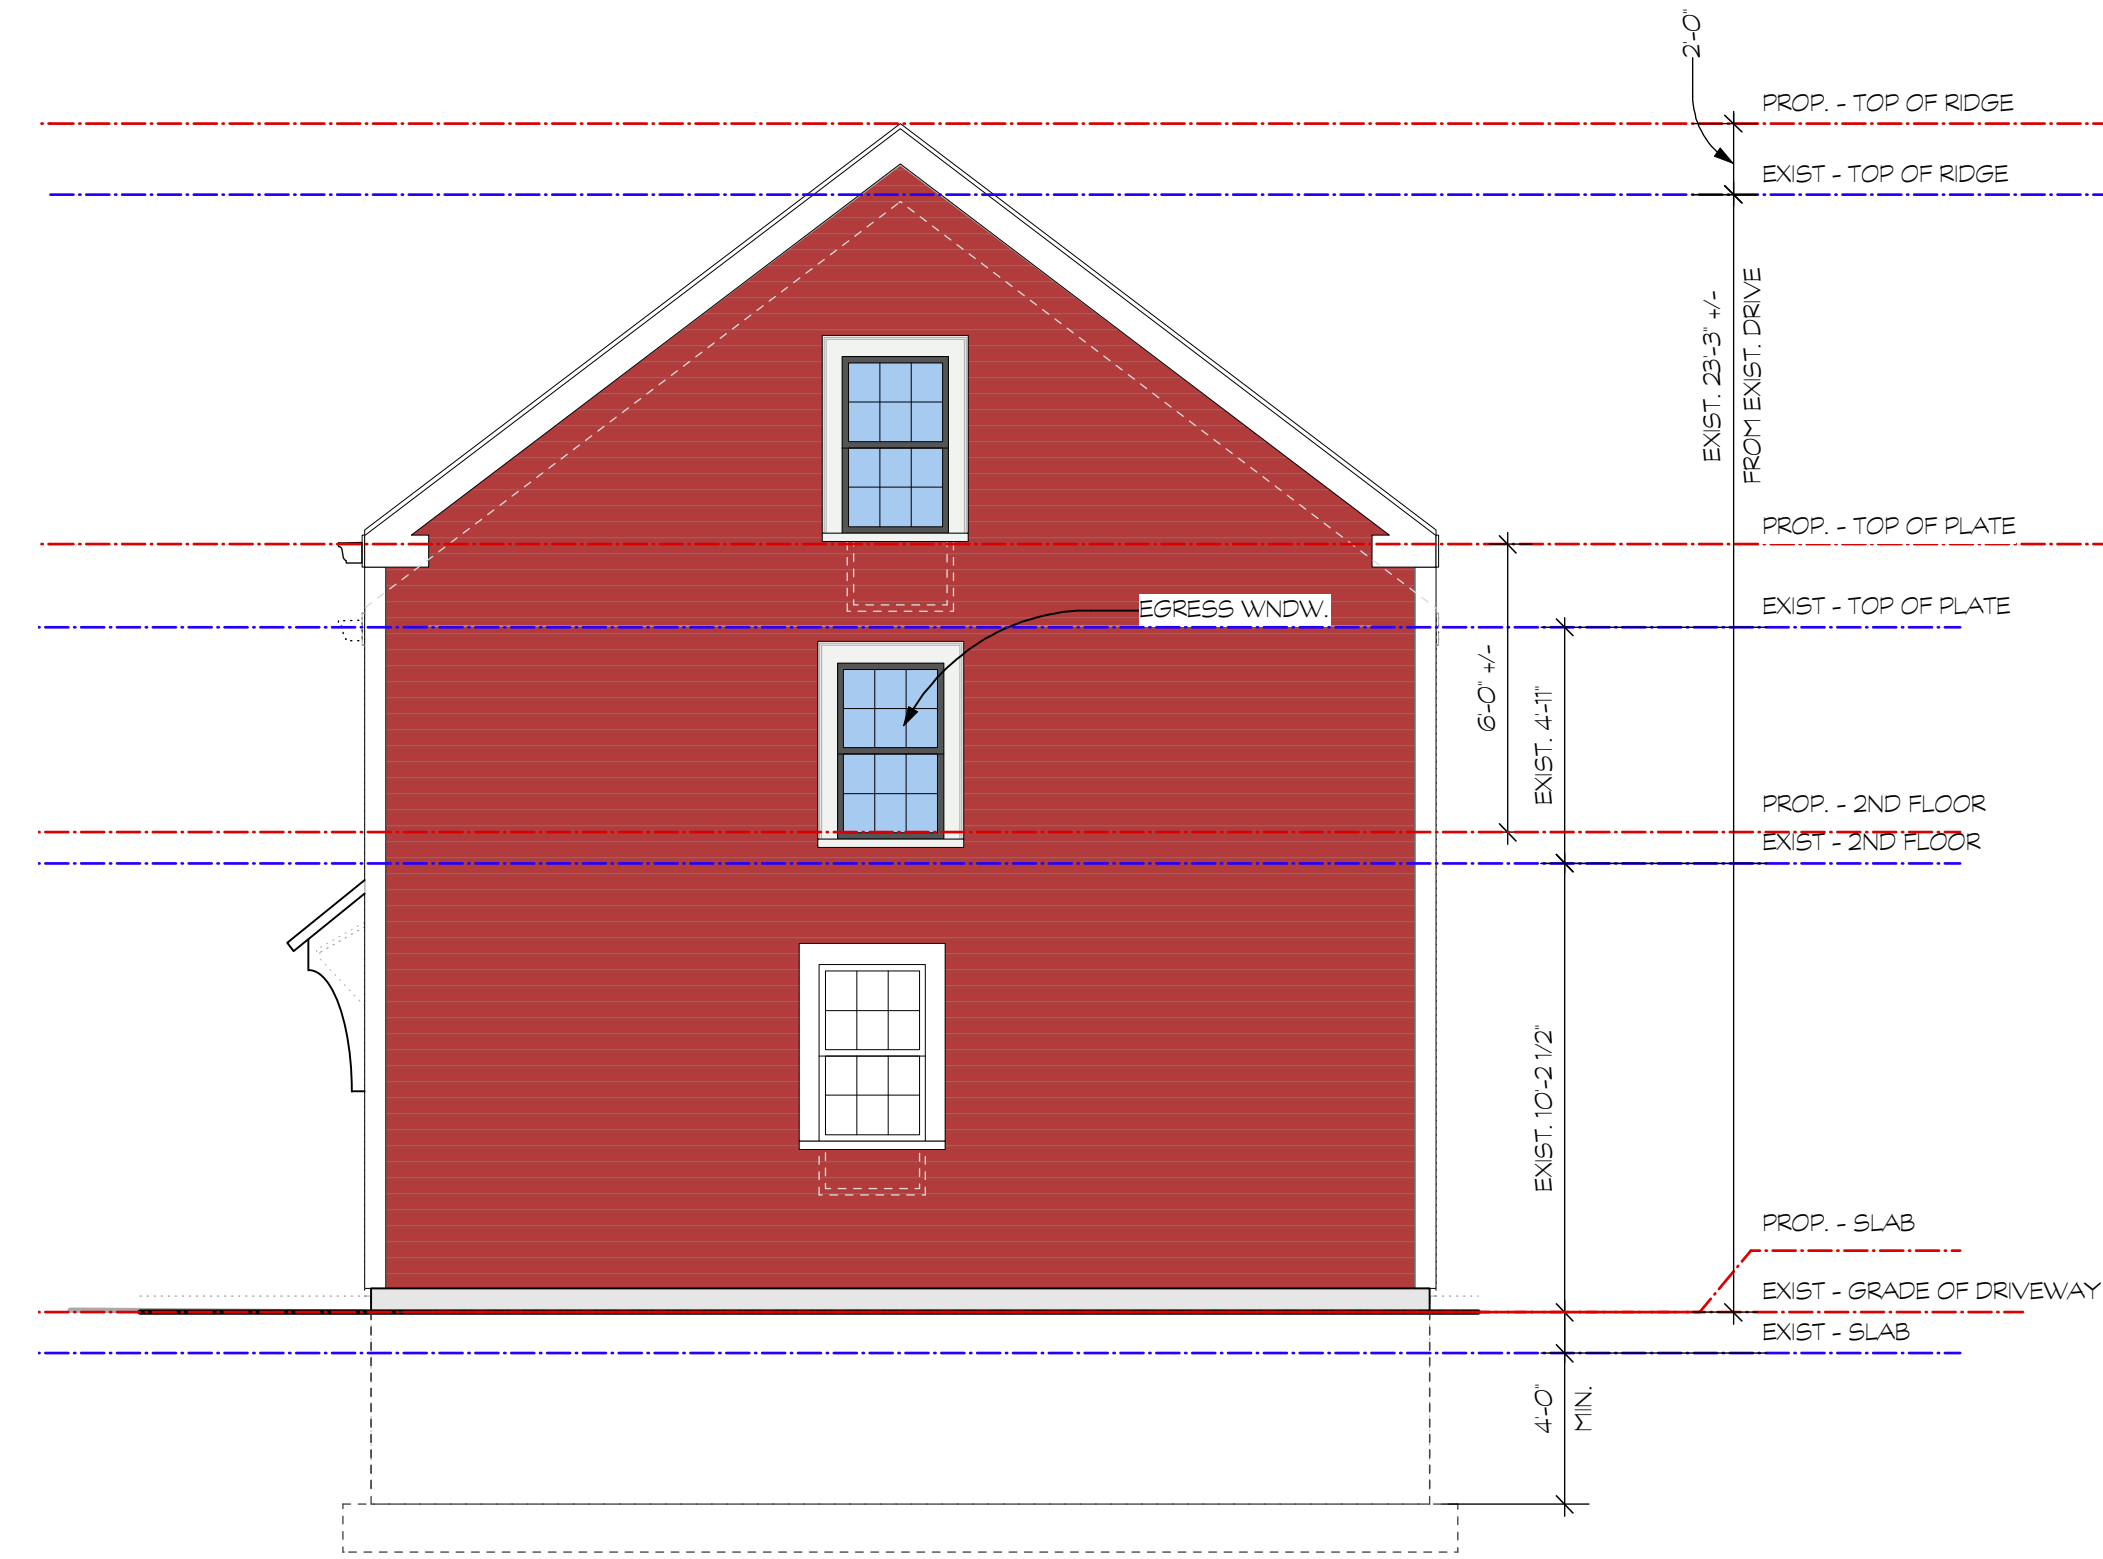 2'-0"
PROP. - TOP OF RIDGE
EXIST - TOP OF RIDGE
EXIST. 23'-3" +/-
FROM EXIST. DRIVE
PROP. - TOP OF PLATE
EXIST - TOP OF PLATE
EGRESS WNDW.
6'-0" +/-
EXIST. 4'-11"
PROP. - 2ND FLOOR
EXIST - 2ND FLOOR
EXIST. 10'-2 1/2"
PROP. - SLAB
EXIST - GRADE OF DRIVEWAY
EXIST - SLAB
4'-0"
MIN.